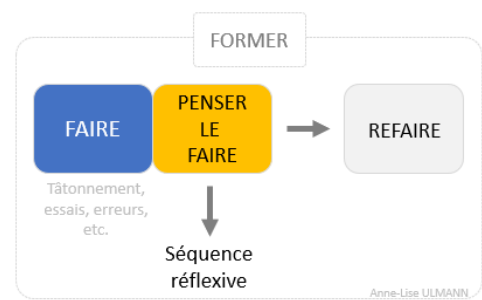 FORMER
FAIRE
PENSER
LE
FAIRE
REFAIRE
Tâtonnement,
essais, erreurs,
etc.
Séquence
réflexive
Anne-Lise ULMANN